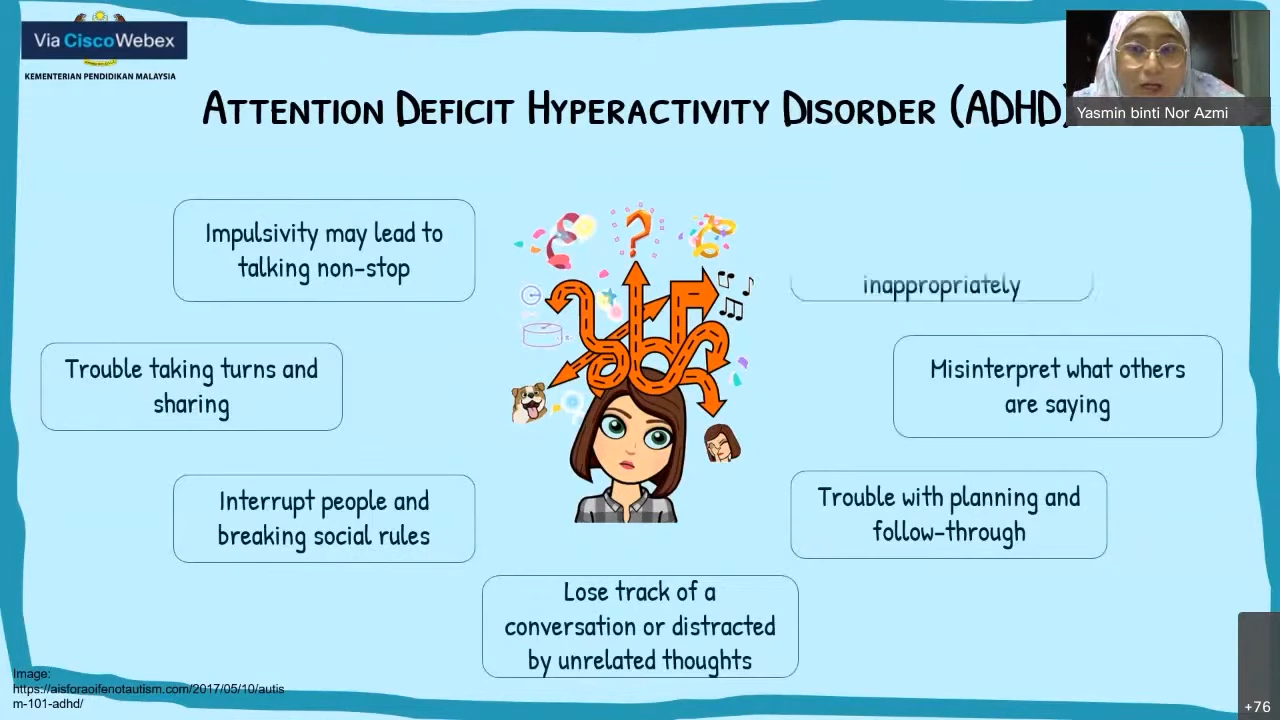 Via CiscoWebex
KEMENTERIAN PENDIDIKAN MALAYSIA
ATTENTION DEFICIT HYPERACTIVITY DISORDER (ADHD)
Yasmin binti Nor Azmi
Impulsivity may lead to
talking non-stop
inappropriately
Trouble taking turns and
sharing
Misinterpret what others
are saying
Interrupt people and
breaking social rules
Trouble with planning and
follow-through
Lose track of a
conversation or distracted
by unrelated thoughts
Image:
https://aisforaoifenotautism.com/2017/05/10/autis
m-101-adhd/
+76